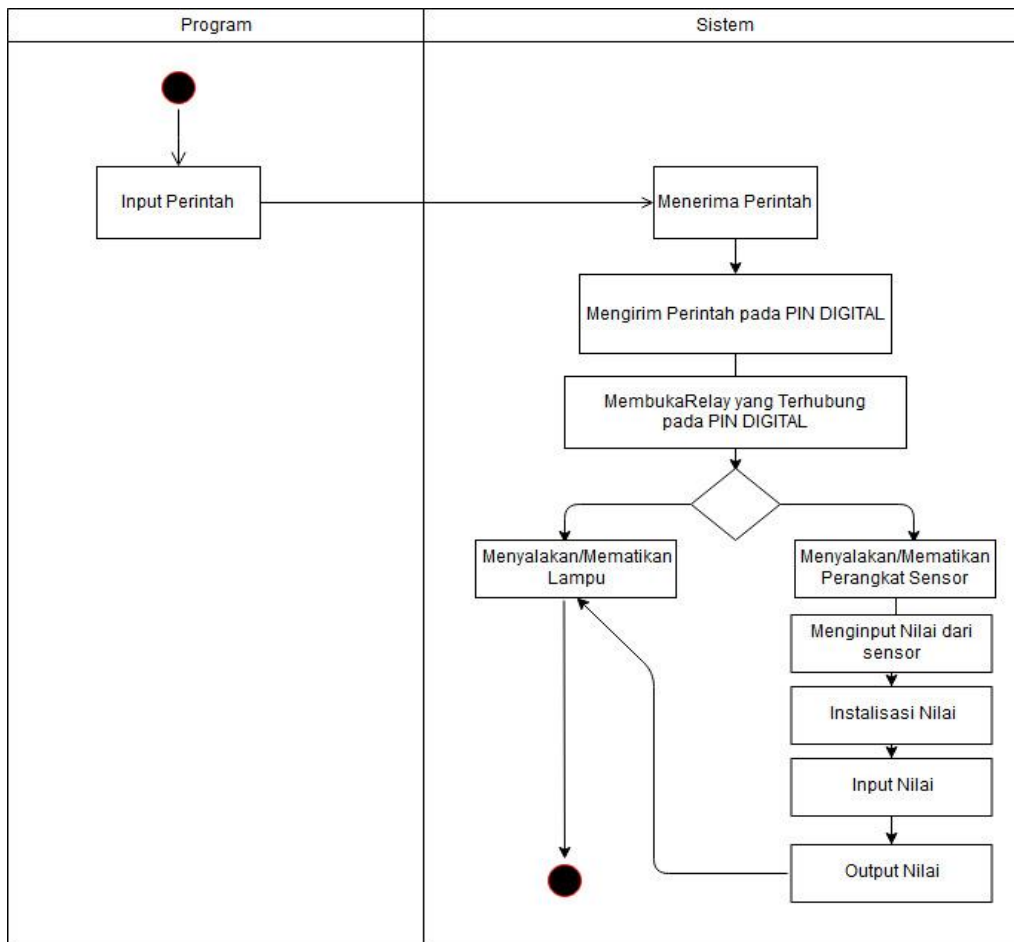 Program
Sistem
Input Perintah
Menerima Perintah
Mengirim Perintah pada PIN DIGITAL
MembukaRelay yang Terhubung
pada PIN DIGITAL
Menyalakan/Mematikan
Lampu
Menyalakan/Mematikan
Perangkat Sensor
Menginput Nilai dari
sensor
Instalisasi Nilai
Input Nilai
Output Nilai